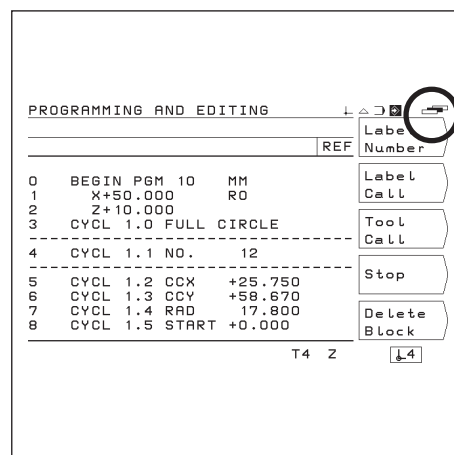 PROGRAMMING AND EDITING
REF
Label
Number
Label
Call
Tool
Call
Stop
Delete
Block
0 BEGIN PGM 10 MM
1 X+50.000 R0
2 Z+10.000
3 CYCL 1.0 FULL CIRCLE
4 CYCL 1.1 NO. 12
5 CYCL 1.2 CCX +25.750
6 CYCL 1.3 CCY +58.670
7 CYCL 1.4 RAD 17.800
8 CYCL 1.5 START +0.000
T4 Z
4